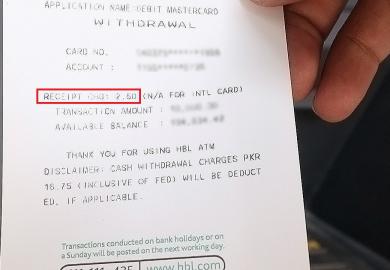 APPLICATION NAME:DEBIT MASTERCARD
WITHDRAWAL
CARD NO.
ACCOUNT :
RECEIPT CHG: 2.50 (N/A FOR INTL CARD)
TRANSACTION AMOUNT :
AVAILABLE BALANCE :
THANK YOU FOR USING HBL ATM
DISCLAIMER: CASH WITHDRAWAL CHARGES PKR
18.75 (INCLUSIVE OF FED) WILL BE DEDUCT
ED, IF APPLICABLE.
Transactions conducted on bank holidays or on
a Sunday will be posted on the next working day.
www.hbl.com